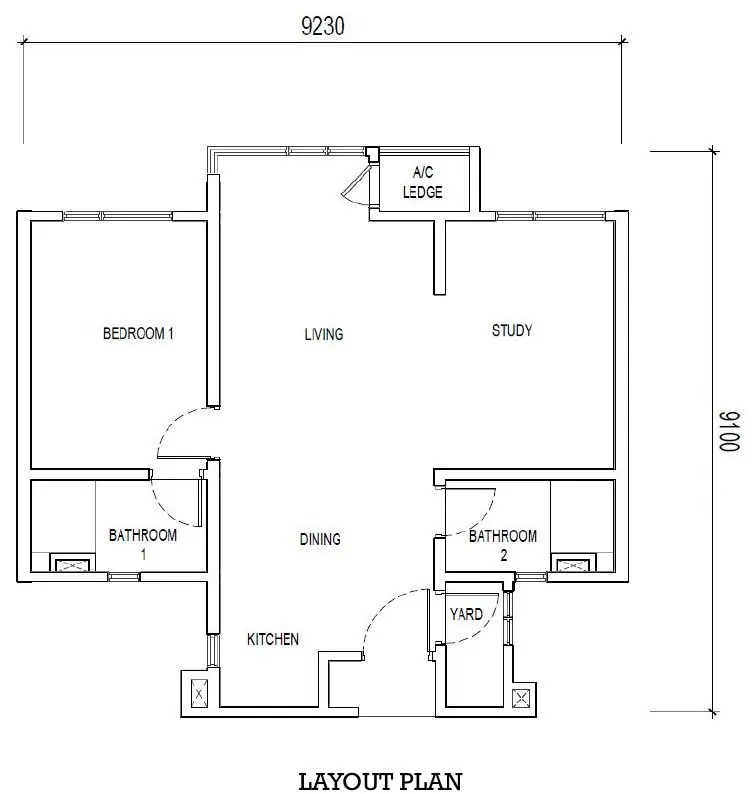 9230
A/C
LEDGE
BEDROOM 1
LIVING
STUDY
9100
BATHROOM
1
DINING
BATHROOM
2
KITCHEN
YARD
LAYOUT PLAN